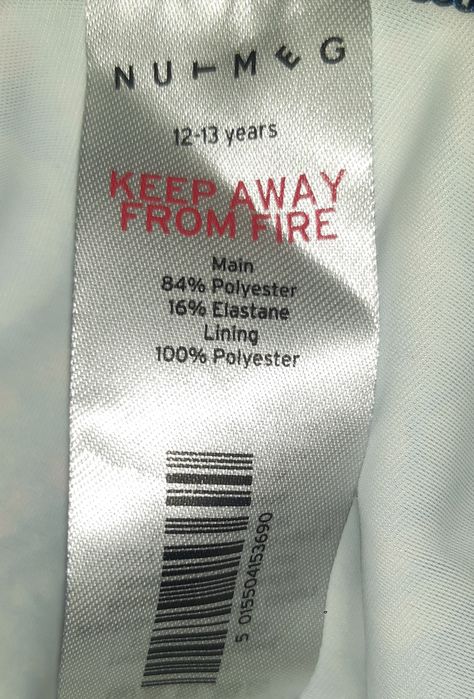 NUTMEG
12-13 years
KEEP AWAY
FROM FIRE
Main
84% Polyester
16% Elastane
Lining
100% Polyester
5 015504153690